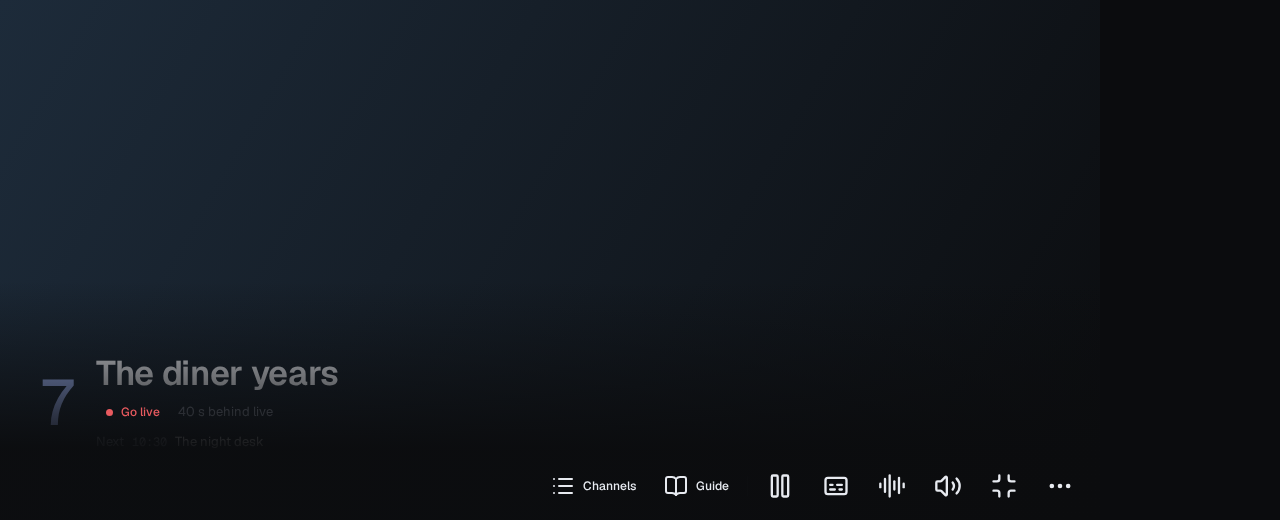 7
The diner years
Go live 40 s behind live
Next 10:30 The night desk
Channels Guide